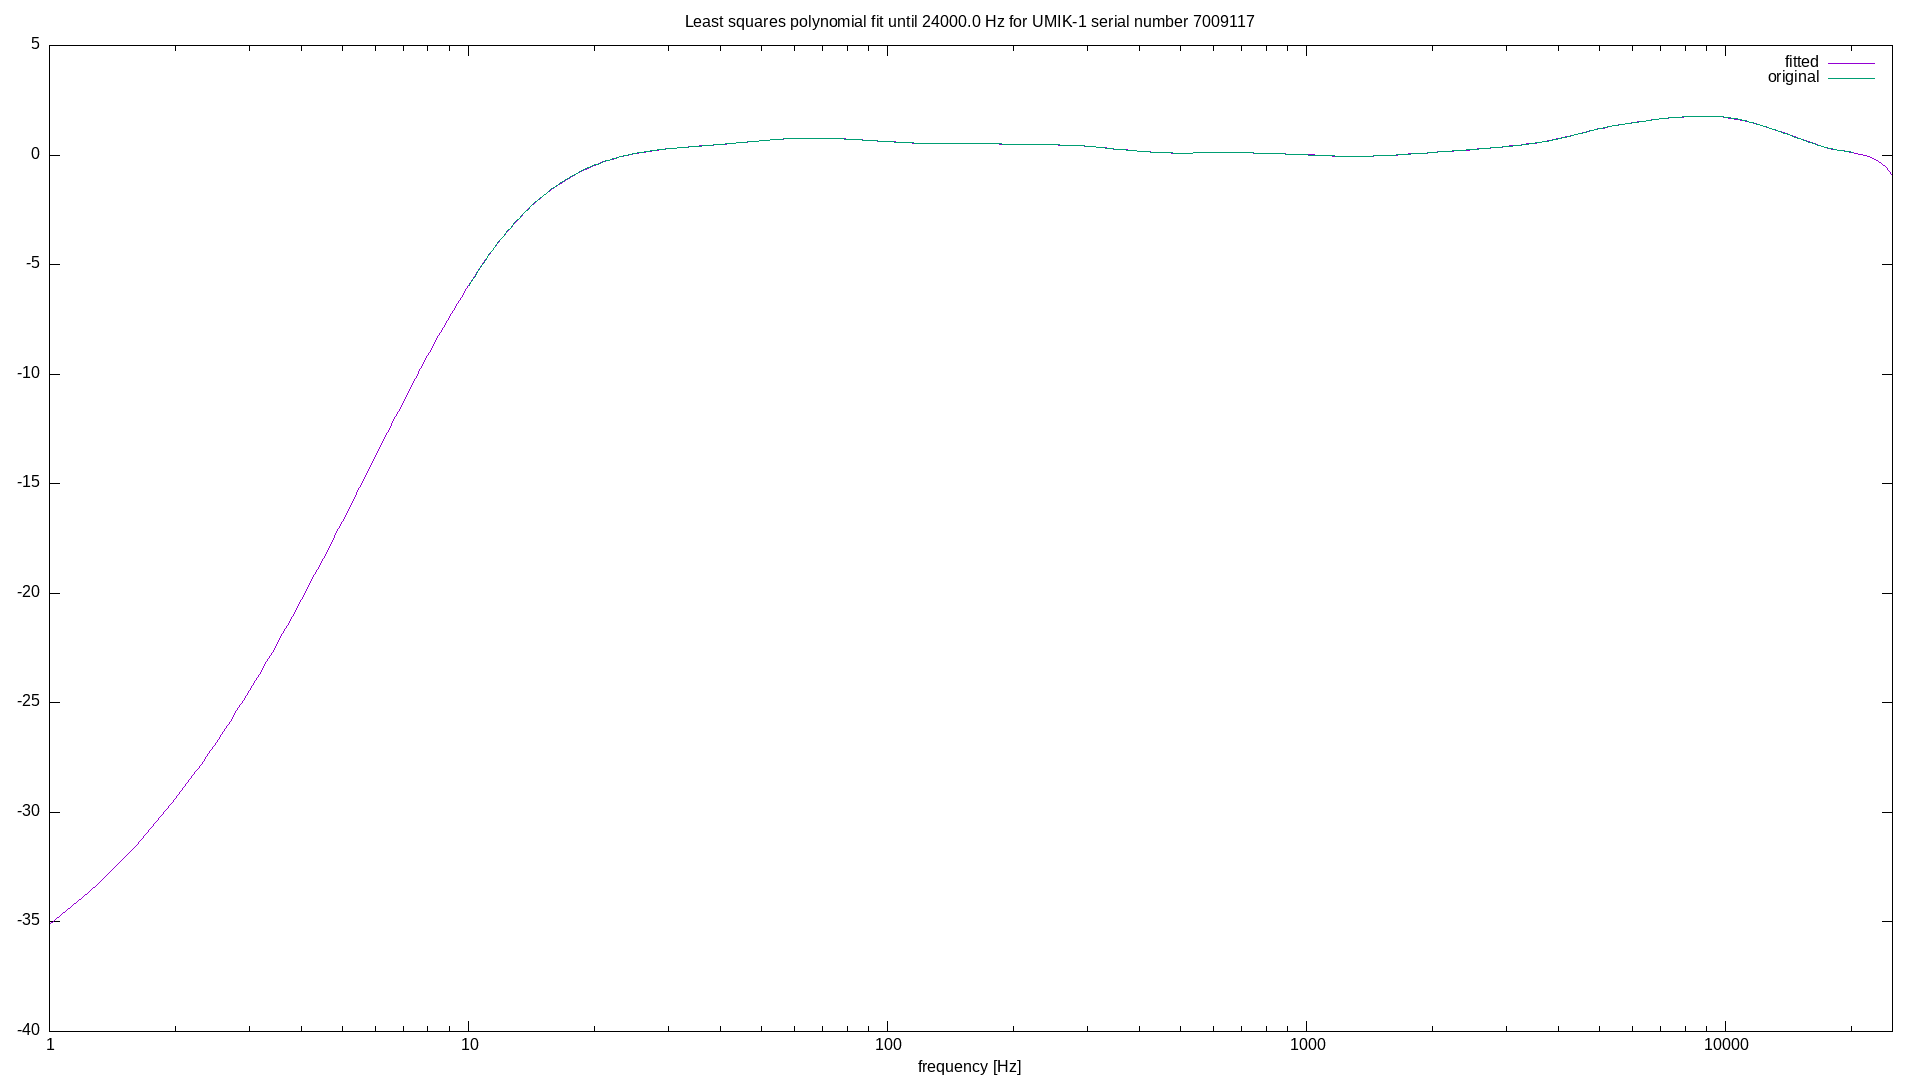 Least squares polynomial fit until 24000.0 Hz for UMIK-1 serial number 7009117
fitted
original
5
0
-5
-10
-15
-20
-25
-30
-35
-40
1 10 100 1000 10000
frequency [Hz]